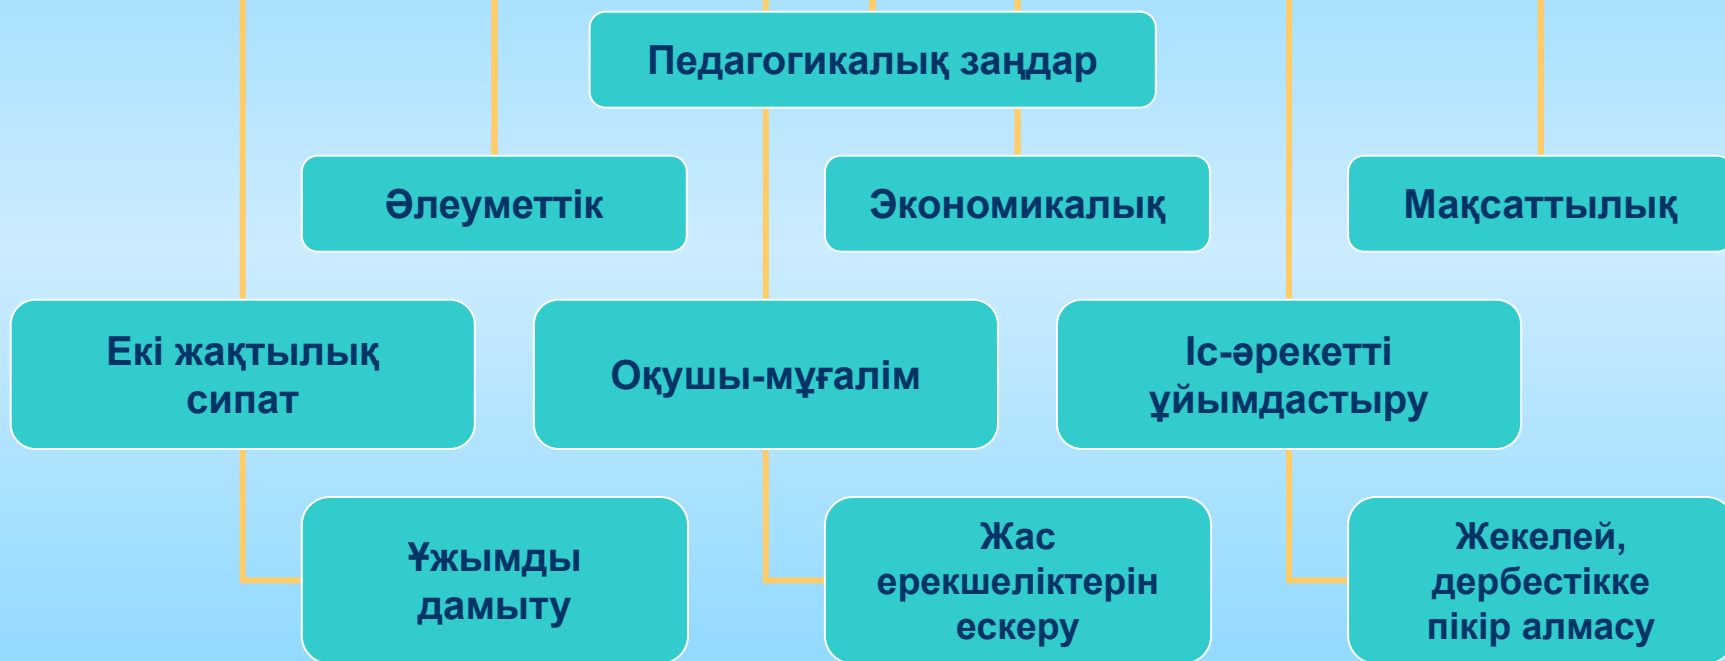 Педагогикалық заңдар
Әлеуметтік
Экономикалық
Мақсаттылық
Екі жақтылық
сипат
Оқушы-мұғалім
Іс-әрекетті
ұйымдастыру
Ұжымды
дамыту
Жас
ерекшеліктерін
ескеру
Жекелей,
дербестікке
пікір алмасу